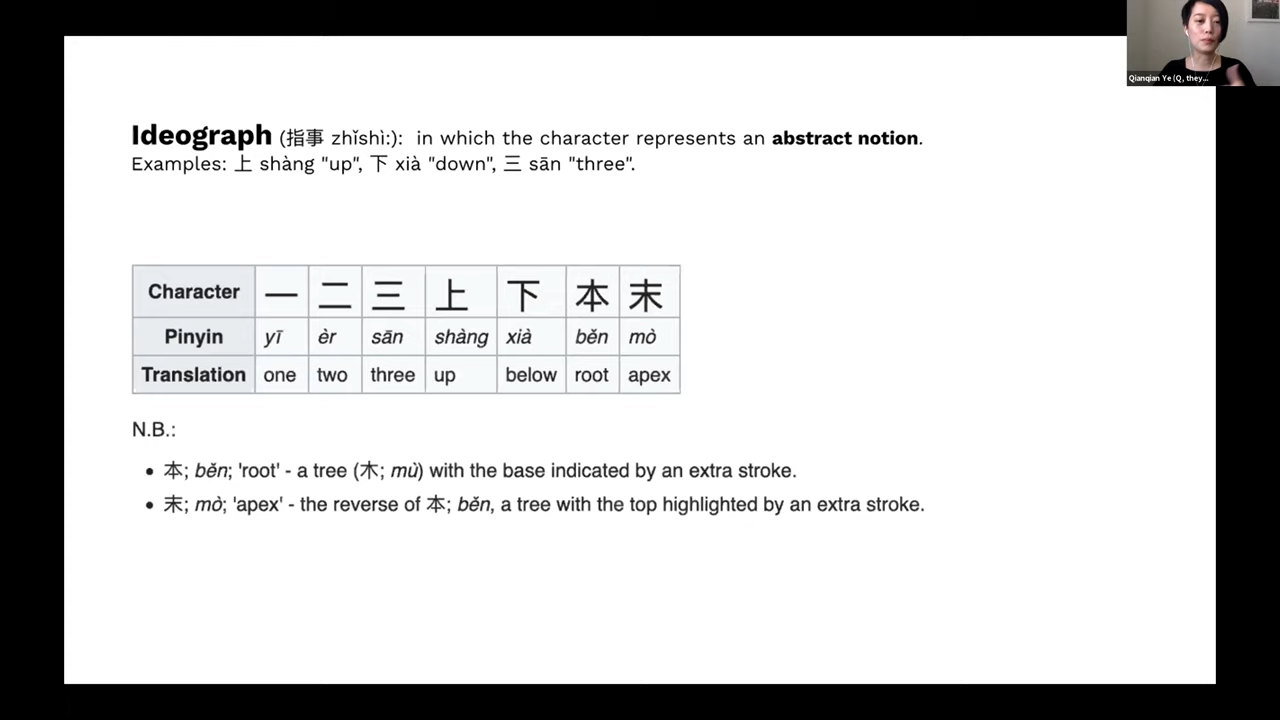 Qianqian Ye (Q, they...
Ideograph (指事 zhǐshì:): in which the character represents an abstract notion.
Examples: 上 shàng "up", 下 xià "down", 三 sān "three".
Character 一 二 三 上 下 本 末
Pinyin yī èr sān shàng xià běn mò
Translation one two three up below root apex
N.B.:
• 本; běn; 'root' - a tree (木; mù) with the base indicated by an extra stroke.
• 末; mò; 'apex' - the reverse of 本; běn, a tree with the top highlighted by an extra stroke.